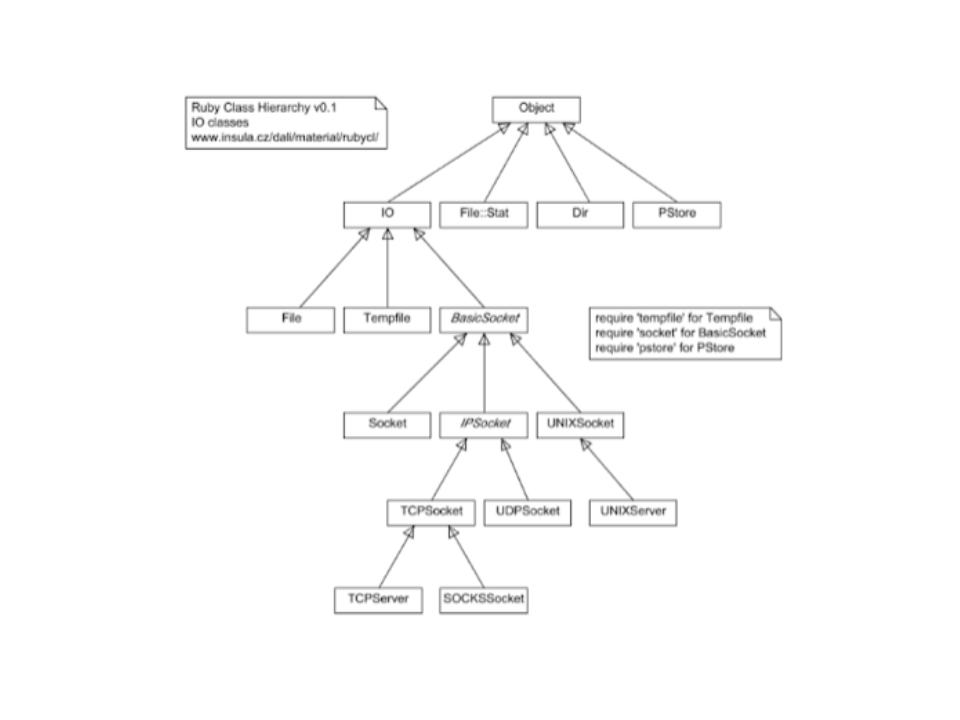 Ruby Class Hierarchy v0.1
IO classes
www.insula.cz/dali/material/rubycl/
Object
IO
File::Stat
Dir
PStore
File
Tempfile
BasicSocket
require 'tempfile' for Tempfile
require 'socket' for BasicSocket
require 'pstore' for PStore
Socket
IPSocket
UNIXSocket
TCPSocket
UDPSocket
UNIXServer
TCPServer
SOCKSSocket